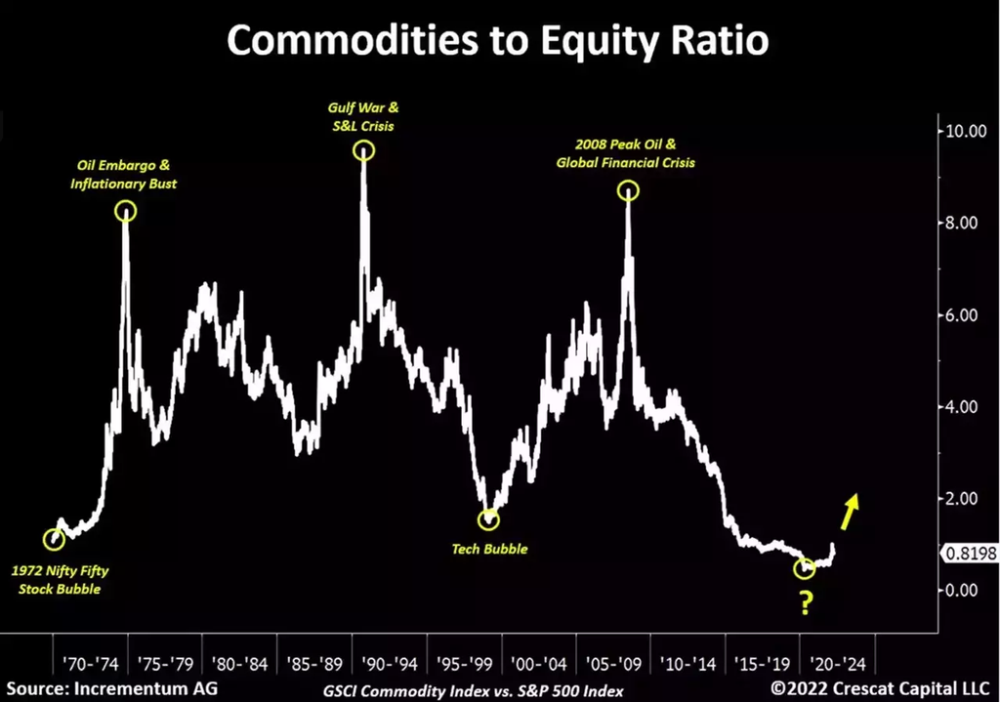 Commodities to Equity Ratio
Gulf War &
S&L Crisis
2008 Peak Oil &
Global Financial Crisis
Oil Embargo &
Inflationary Bust
10.00
8.00
6.00
4.00
2.00
0.8198
0.00
Tech Bubble
1972 Nifty Fifty
Stock Bubble
?
'70-'74 '75-'79 '80-'84 '85-'89 '90-'94 '95-'99 '00-'04 '05-'09 '10-'14 '15-'19 '20-'24
Source: Incrementum AG GSCI Commodity Index vs. S&P 500 Index ©2022 Crescat Capital LLC